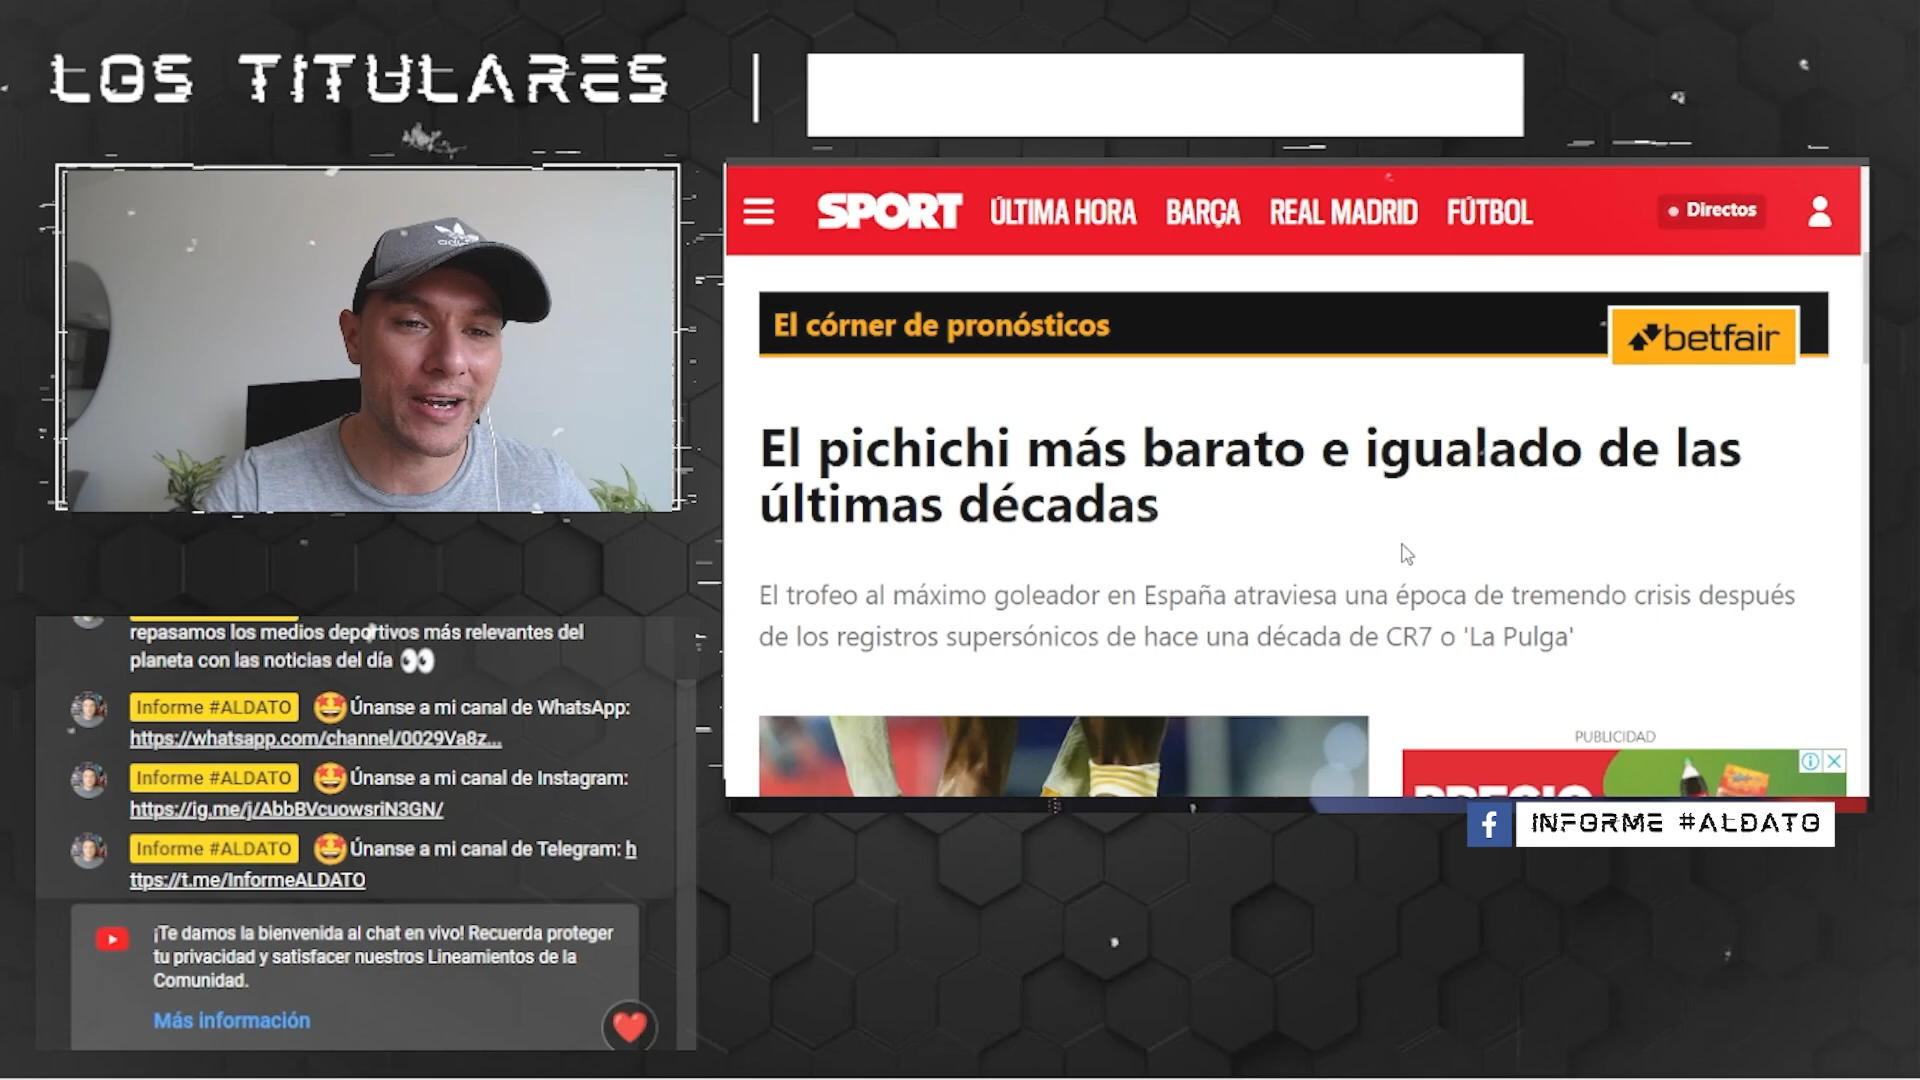 LOS TITULARES
adidas
SPORT ÚLTIMA HORA BARÇA REAL MADRID FÚTBOL Directos
El córner de pronósticos
betfair
El pichichi más barato e igualado de las
últimas décadas
El trofeo al máximo goleador en España atraviesa una época de tremendo crisis después
de los registros supersónicos de hace una década de CR7 o 'La Pulga'
PUBLICIDAD
PRECIO
INFORME #ALDATO
repasamos los medios deportivos más relevantes del
planeta con las noticias del día 👀
Informe #ALDATO 🤩Únanse a mi canal de WhatsApp:
https://whatsapp.com/channel/0029Va8z...
Informe #ALDATO 🤩Únanse a mi canal de Instagram:
https://ig.me/j/AbbBVcuowsriN3GN/
Informe #ALDATO 🤩Únanse a mi canal de Telegram: h
ttps://t.me/InformeALDATO
¡Te damos la bienvenida al chat en vivo! Recuerda proteger
tu privacidad y satisfacer nuestros Lineamientos de la
Comunidad.
Más información